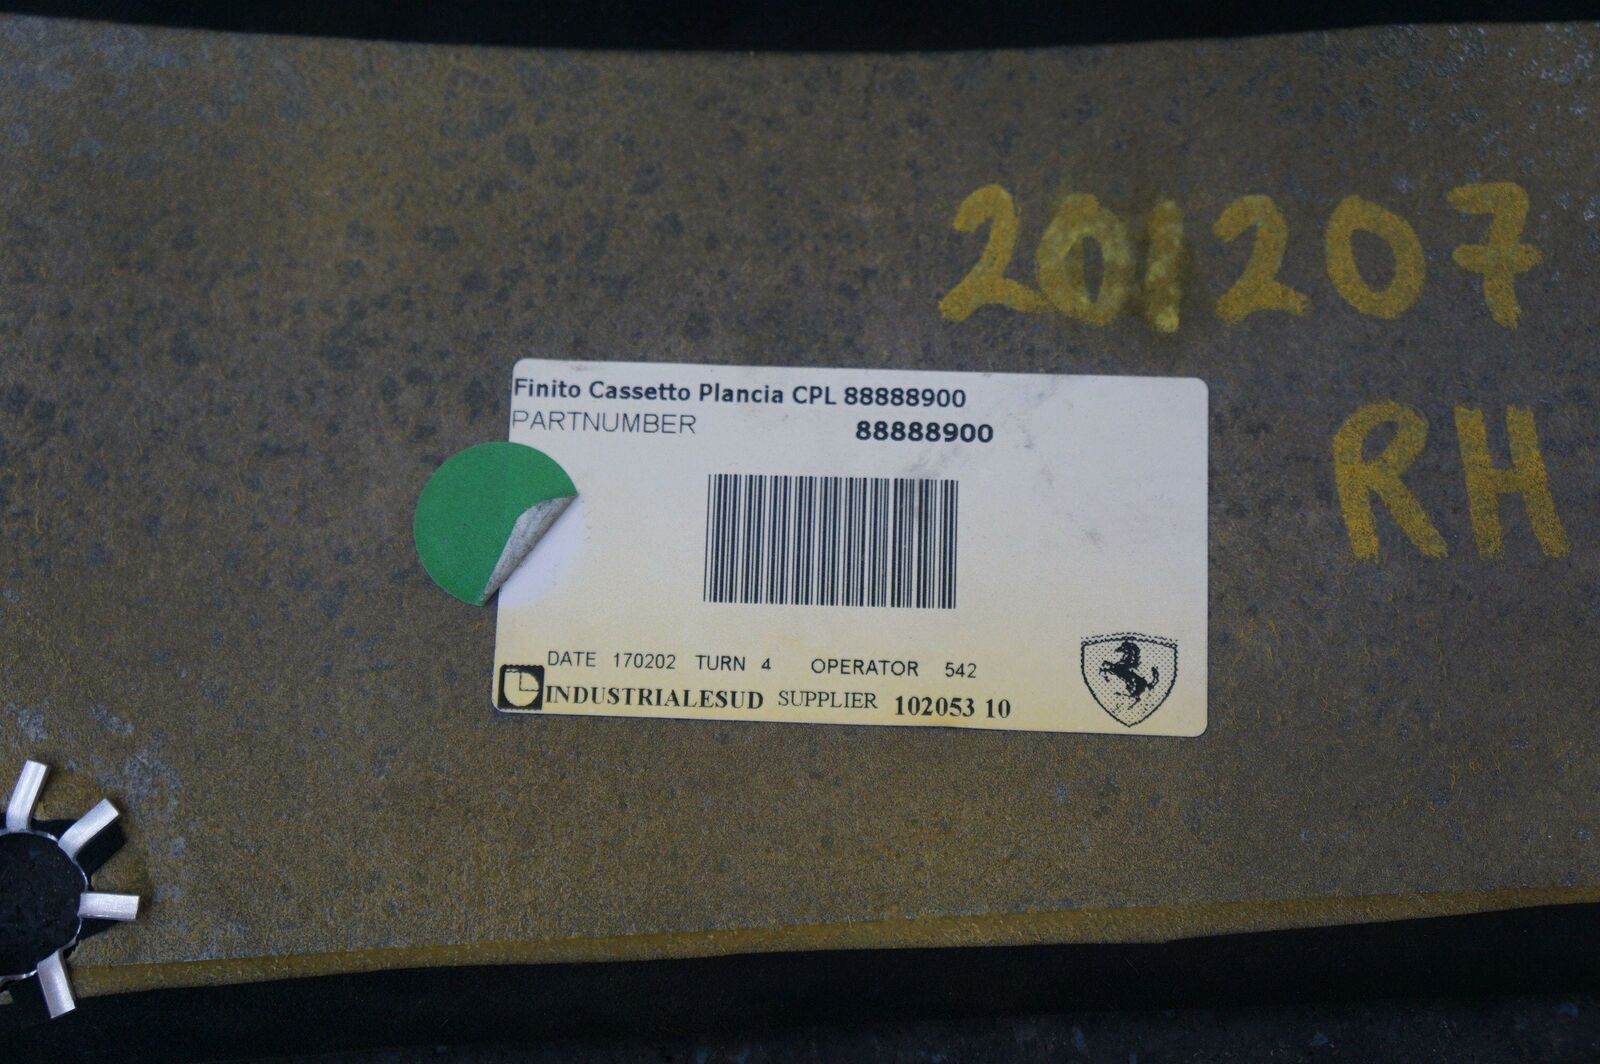 201207
RH
Finito Cassetto Plancia CPL 88888900
PARTNUMBER 88888900
DATE 170202 TURN 4 OPERATOR 542
INDUSTRIALESUD SUPPLIER 102053 10